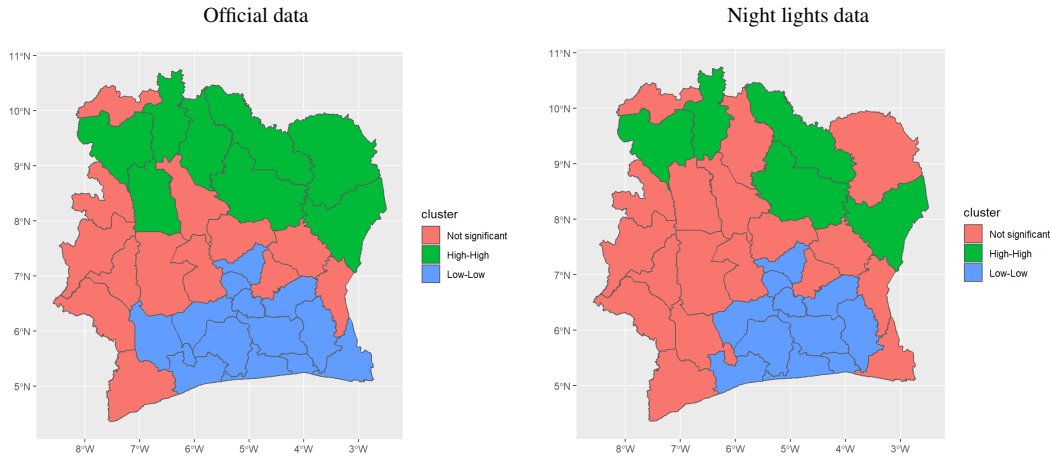 Official data
Night lights data
11°N
10°N
9°N
8°N
7°N
6°N
5°N
8°W
7°W
6°W
5°W
4°W
3°W
cluster
Not significant
High-High
Low-Low
11°N
10°N
9°N
8°N
7°N
6°N
5°N
8°W
7°W
6°W
5°W
4°W
3°W
cluster
Not significant
High-High
Low-Low